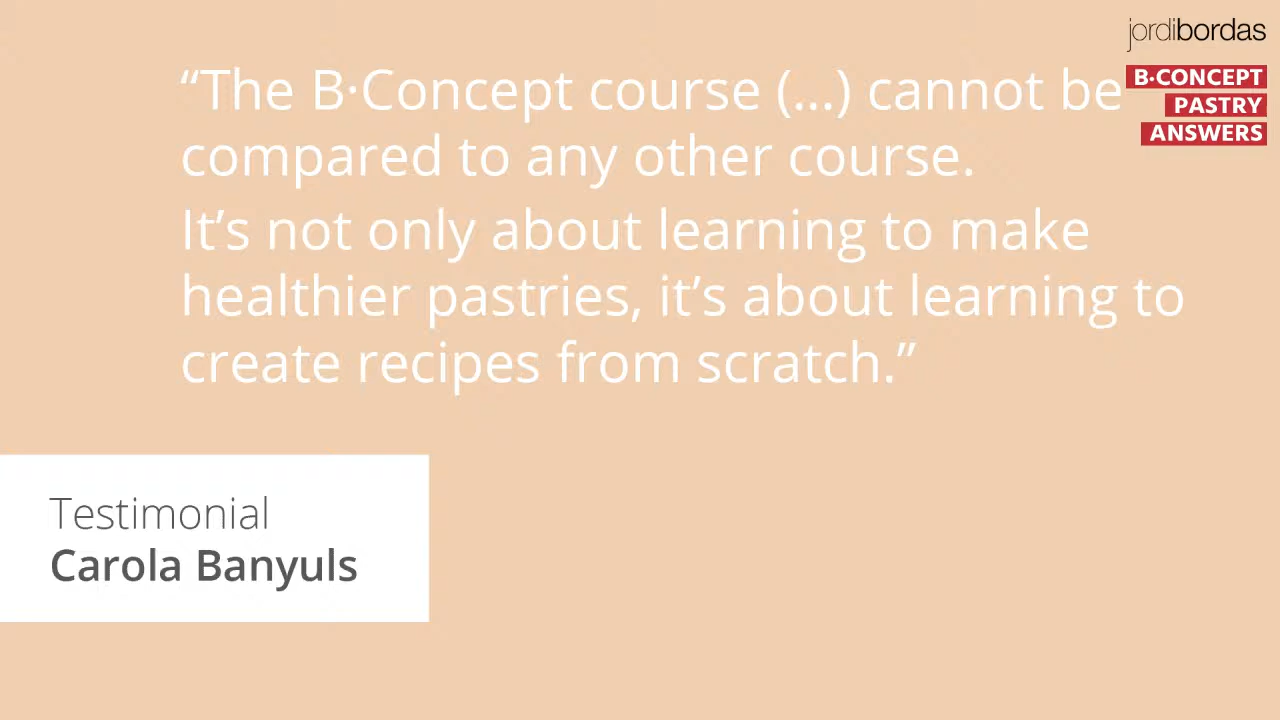 jordibordas
B·CONCEPT
PASTRY
ANSWERS
“The B·Concept course (...) cannot be
compared to any other course.
It’s not only about learning to make
healthier pastries, it’s about learning to
create recipes from scratch.”
Testimonial
Carola Banyuls